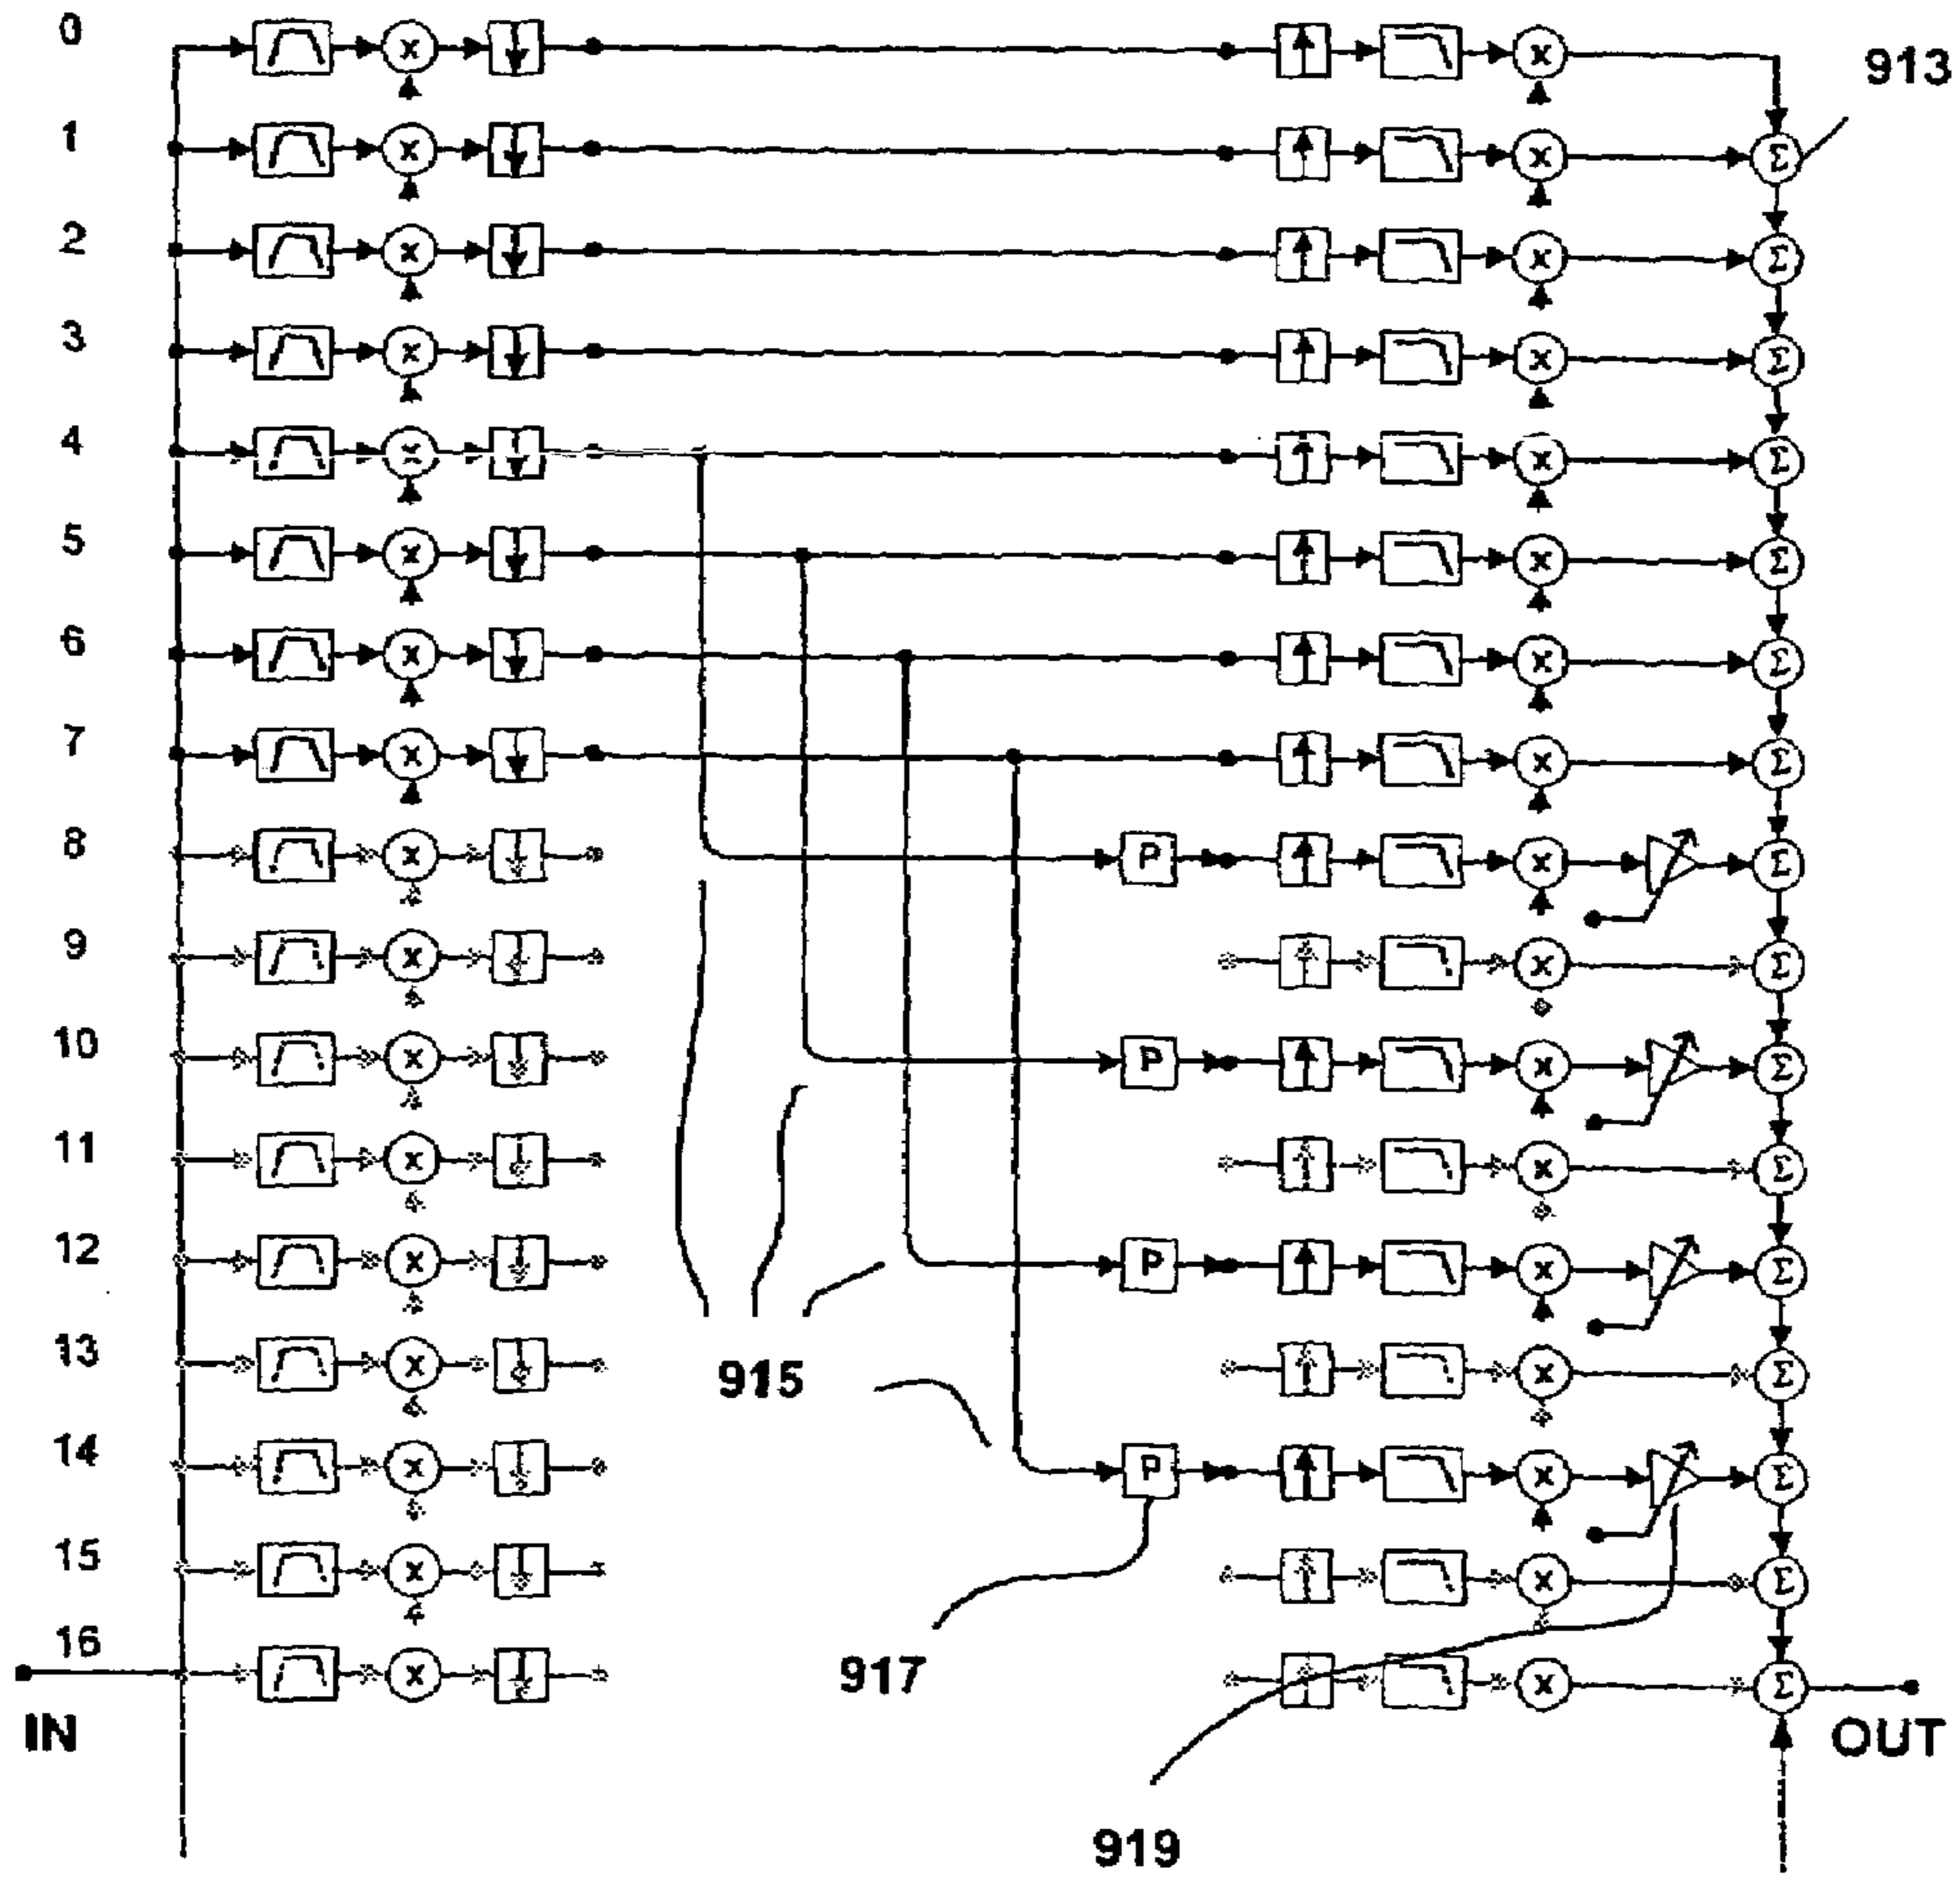 0 x x
913
1 x x Σ
2 x x Σ
3 x x Σ
4 x x Σ
5 x x Σ
6 x x Σ
7 x x Σ
8 x P x Σ
9 x x Σ
10 x P x Σ
11 x x Σ
12 x P x Σ
13 x x Σ
915
14 x P x Σ
15 x x Σ
16 x x Σ
917
IN
OUT
919